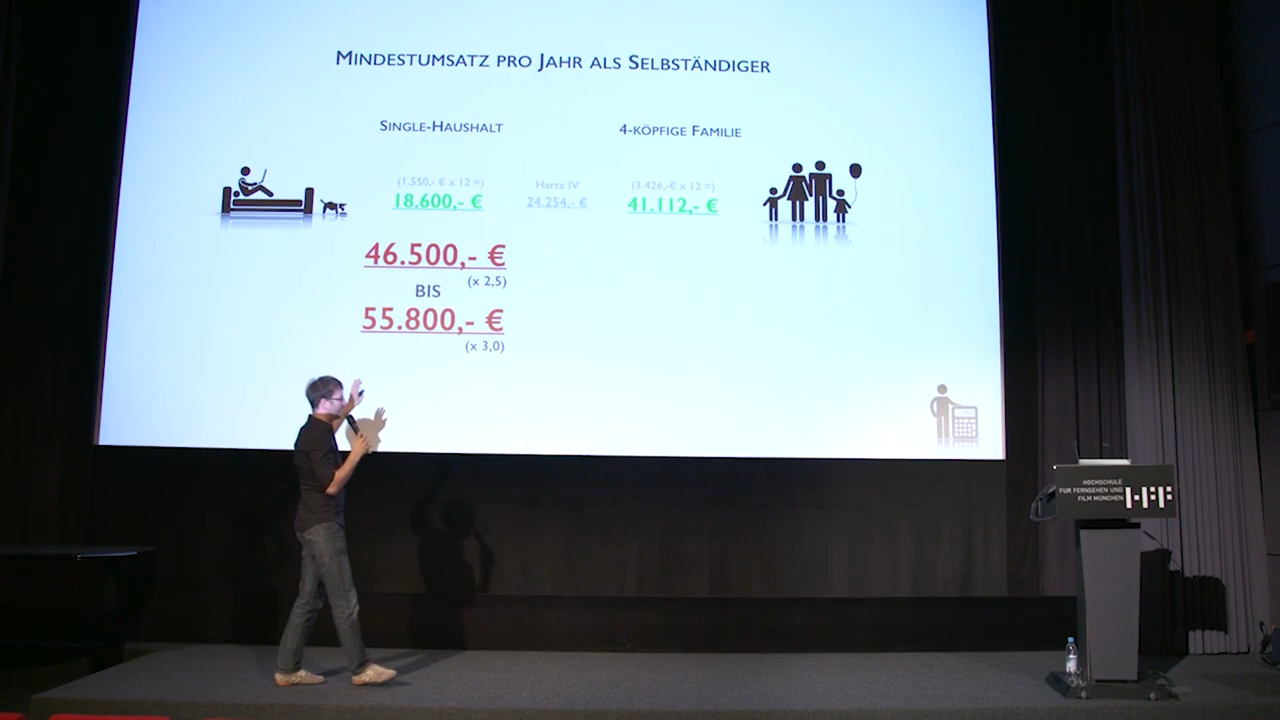 MINDESTUMSATZ PRO JAHR ALS SELBSTÄNDIGER
SINGLE-HAUSHALT
4-KÖPFIGE FAMILIE
(1.550,- € x 12 =)
18.600,- €
Hartz IV
24.254,- €
(3.426,-€ x 12 =)
41.112,- €
46.500,- €
(x 2,5)
BIS
55.800,- €
(x 3,0)
HOCHSCHULE
FÜR FERNSEHEN UND
FILM MÜNCHEN
HFF